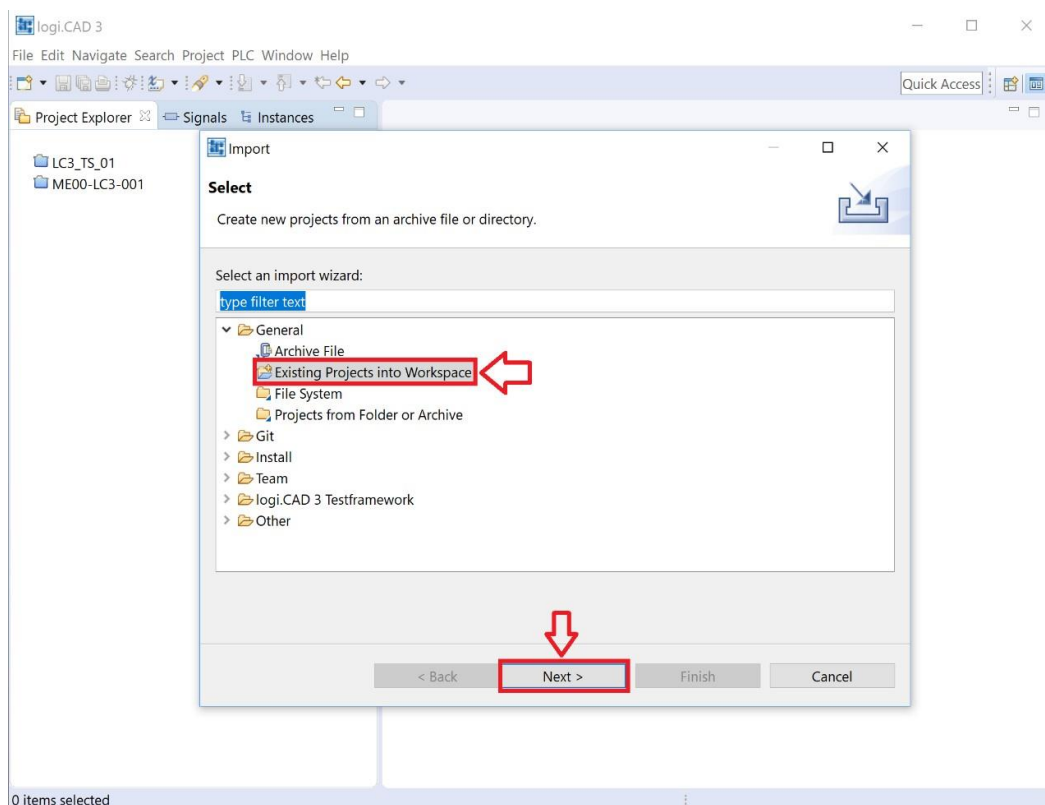 logi.CAD 3
File Edit Navigate Search Project PLC Window Help
Quick Access
Project Explorer Signals Instances
LC3_TS_01
ME00-LC3-001
Import
Select
Create new projects from an archive file or directory.
Select an import wizard:
type filter text
General
Archive File
Existing Projects into Workspace
File System
Projects from Folder or Archive
Git
Install
Team
logi.CAD 3 Testframework
Other
< Back Next > Finish Cancel
0 items selected